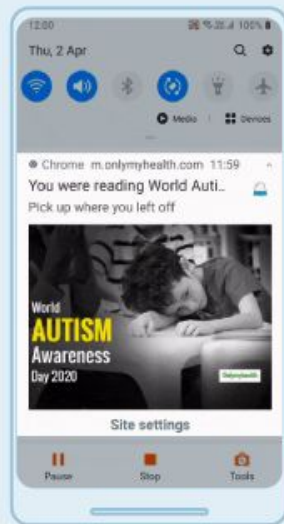 12:00 100%
Thu, 2 Apr
Media | Devices
Chrome m.onlymyhealth.com 11:59
You were reading World Auti..
Pick up where you left off
World
AUTISM
Awareness
Day 2020
Onlymyhealth
Site settings
Pause Stop Tools